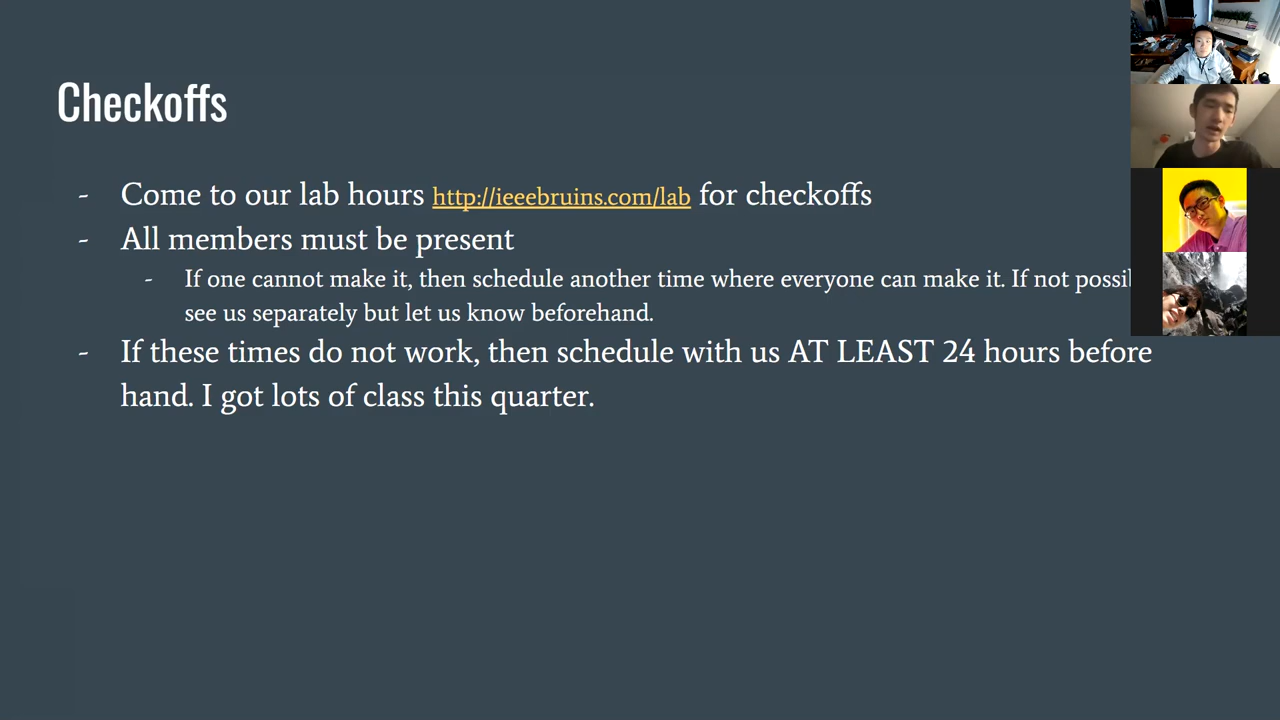 Checkoffs
- Come to our lab hours http://ieeebruins.com/lab for checkoffs
- All members must be present
- If one cannot make it, then schedule another time where everyone can make it. If not
see us separately but let us know beforehand.
- If these times do not work, then schedule with us AT LEAST 24 hours before
hand. I got lots of class this quarter.